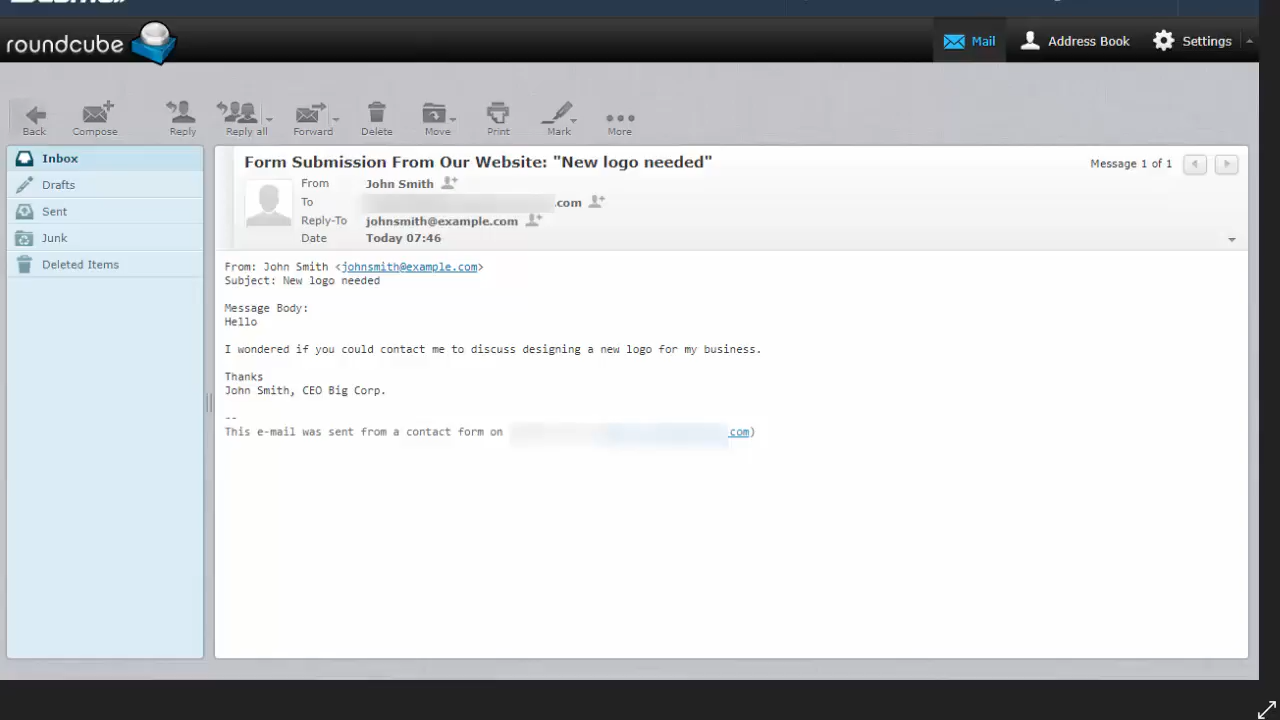 roundcube
Mail
Address Book
Settings
Back
Compose
Reply
Reply all
Forward
Delete
Move
Print
Mark
More
Inbox
Drafts
Sent
Junk
Deleted Items
Form Submission From Our Website: "New logo needed"
Message 1 of 1
From John Smith
To .com
Reply-To johnsmith@example.com
Date Today 07:46
From: John Smith <johnsmith@example.com>
Subject: New logo needed
Message Body:
Hello
I wondered if you could contact me to discuss designing a new logo for my business.
Thanks
John Smith, CEO Big Corp.
--
This e-mail was sent from a contact form on com)